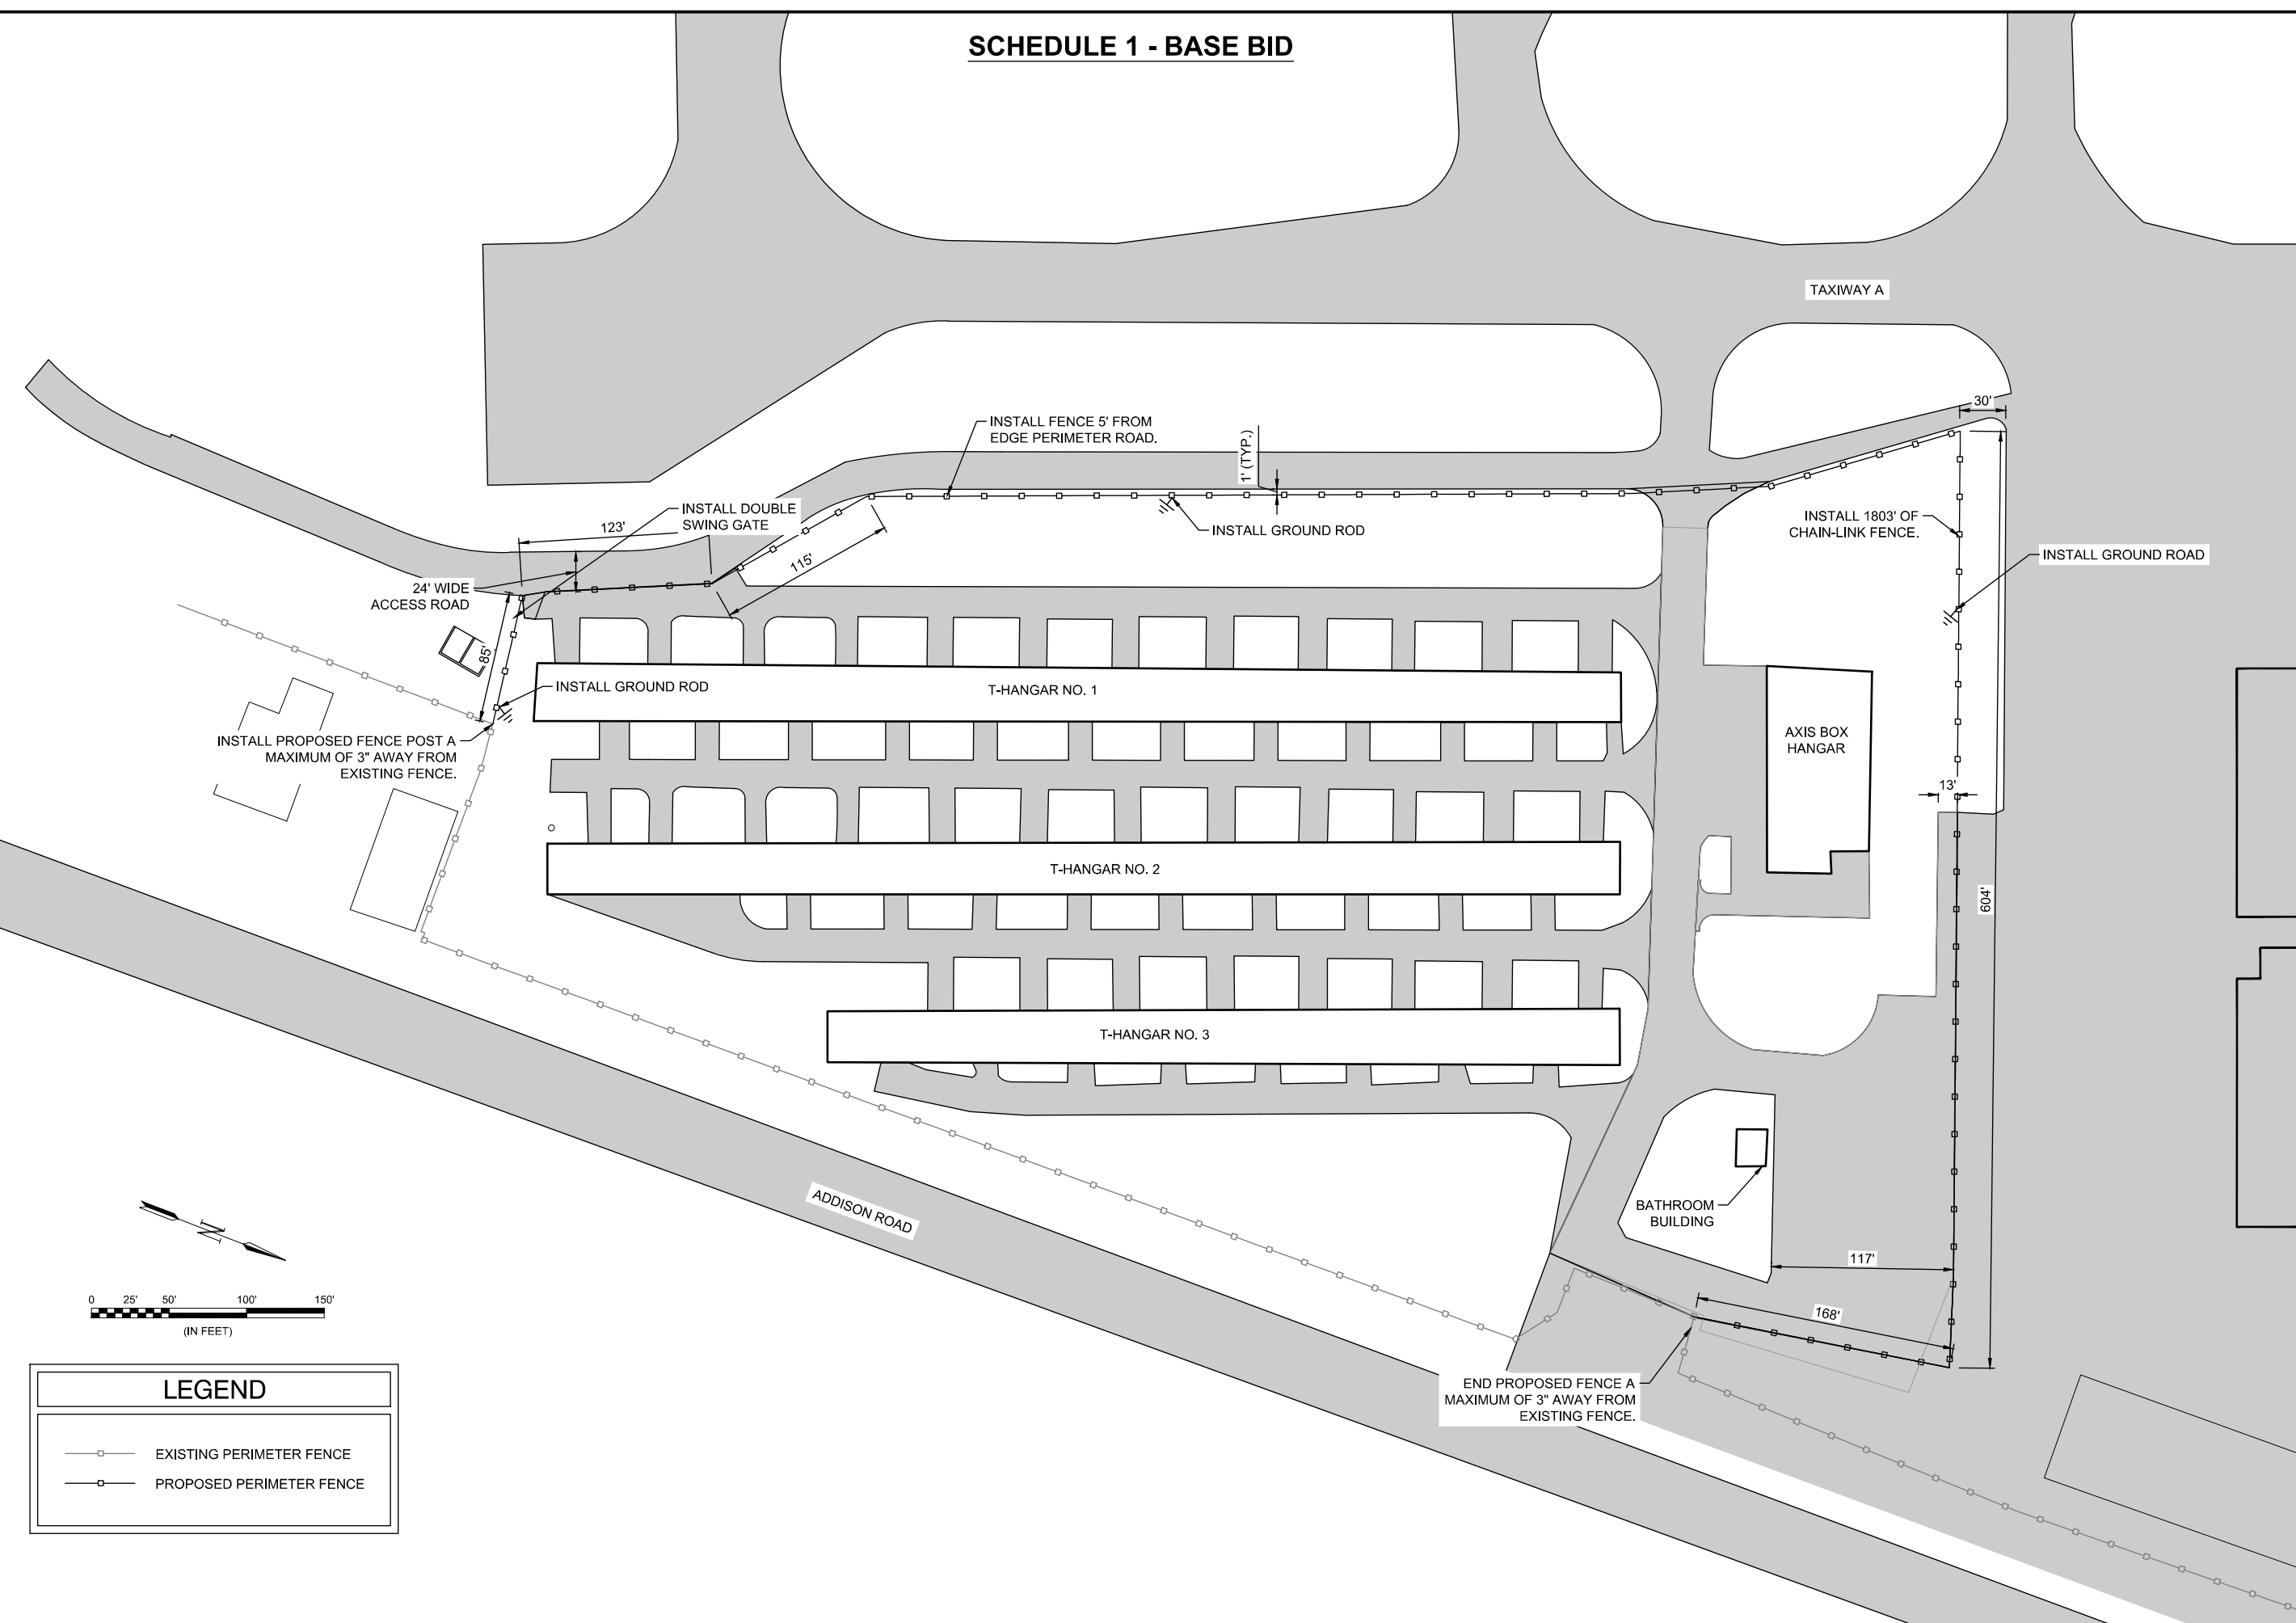 SCHEDULE 1 - BASE BID
TAXIWAY A
30'
INSTALL FENCE 5' FROM
EDGE PERIMETER ROAD.
1' (TYP.)
INSTALL DOUBLE
SWING GATE
123'
INSTALL GROUND ROD
115'
INSTALL 1803' OF
CHAIN-LINK FENCE.
INSTALL GROUND ROAD
24' WIDE
ACCESS ROAD
85'
INSTALL GROUND ROD
T-HANGAR NO. 1
INSTALL PROPOSED FENCE POST A
MAXIMUM OF 3" AWAY FROM
EXISTING FENCE.
AXIS BOX
HANGAR
13'
T-HANGAR NO. 2
604'
T-HANGAR NO. 3
ADDISON ROAD
BATHROOM
BUILDING
117'
168'
END PROPOSED FENCE A
MAXIMUM OF 3" AWAY FROM
EXISTING FENCE.
N
0 25' 50' 100' 150'
(IN FEET)
LEGEND
EXISTING PERIMETER FENCE
PROPOSED PERIMETER FENCE